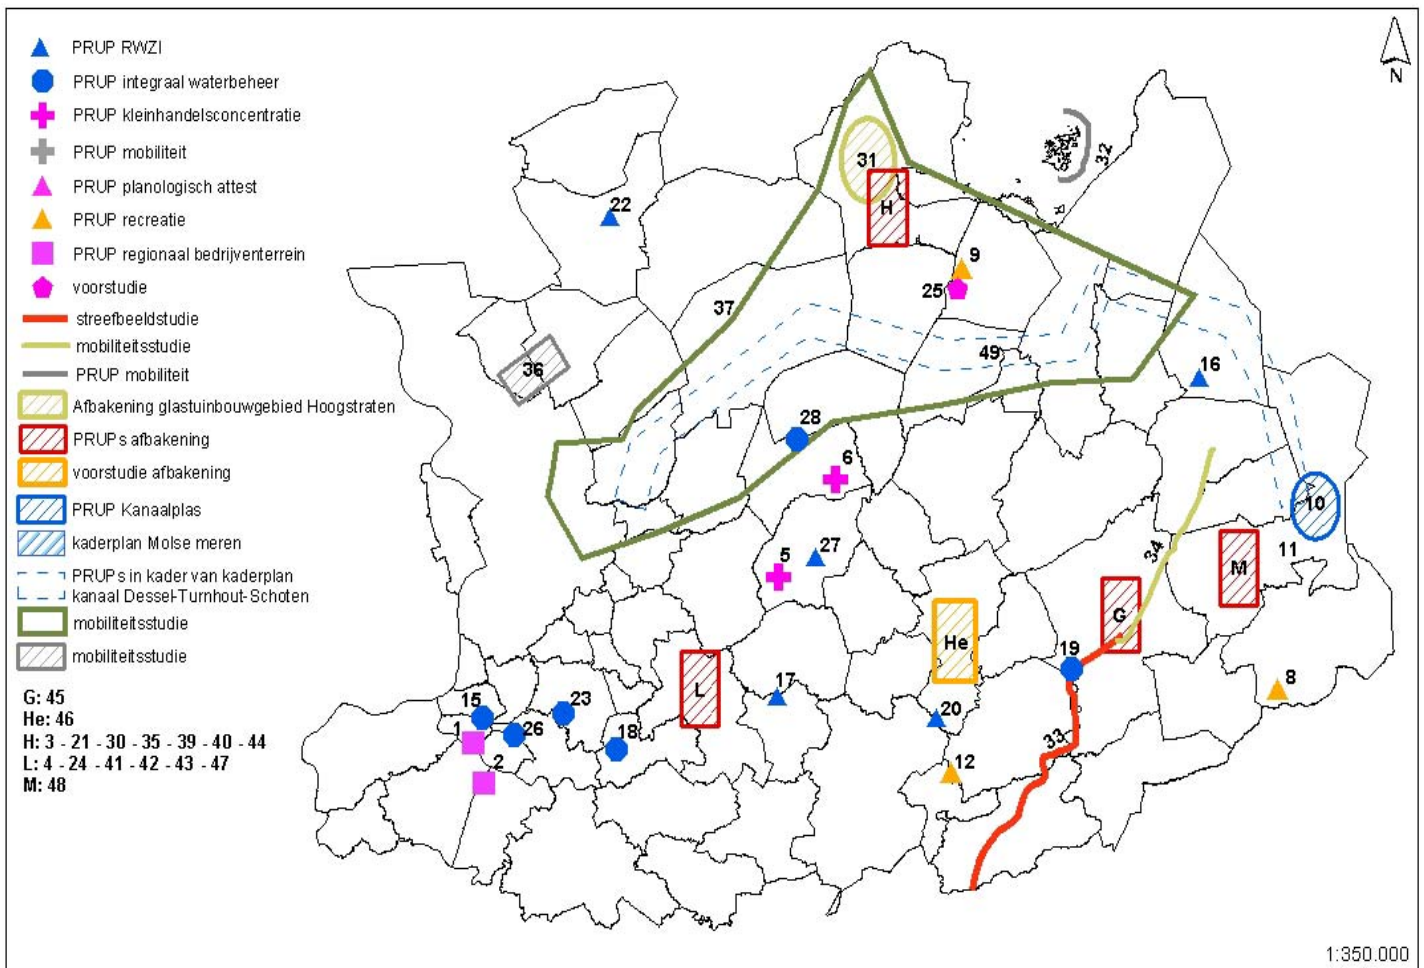 PRUP RWZI
PRUP integraal waterbeheer
PRUP kleinhandelsconcentratie
PRUP mobiliteit
PRUP planologisch attest
PRUP recreatie
PRUP regionaal bedrijventerrein
voorstudie
streefbeeldstudie
mobiliteitsstudie
PRUP mobiliteit
Afbakening glastuinbouwgebied Hoogstraten
PRUPs afbakening
voorstudie afbakening
PRUP Kanaalplas
kaderplan Molse meren
PRUPs in kader van kaderplan
kanaal Dessel-Turnhout-Schoten
mobiliteitsstudie
mobiliteitsstudie
G: 45
He: 46
H: 3 - 21 - 30 - 35 - 39 - 40 - 44
L: 4 - 24 - 41 - 42 - 43 - 47
M: 48
N
32
31
H
22
9
25
37
49
36
16
28
6
10
34
11
27
5
M
G
He
19
L
17
8
15
23
20
1
26
18
33
2
12
1:350.000